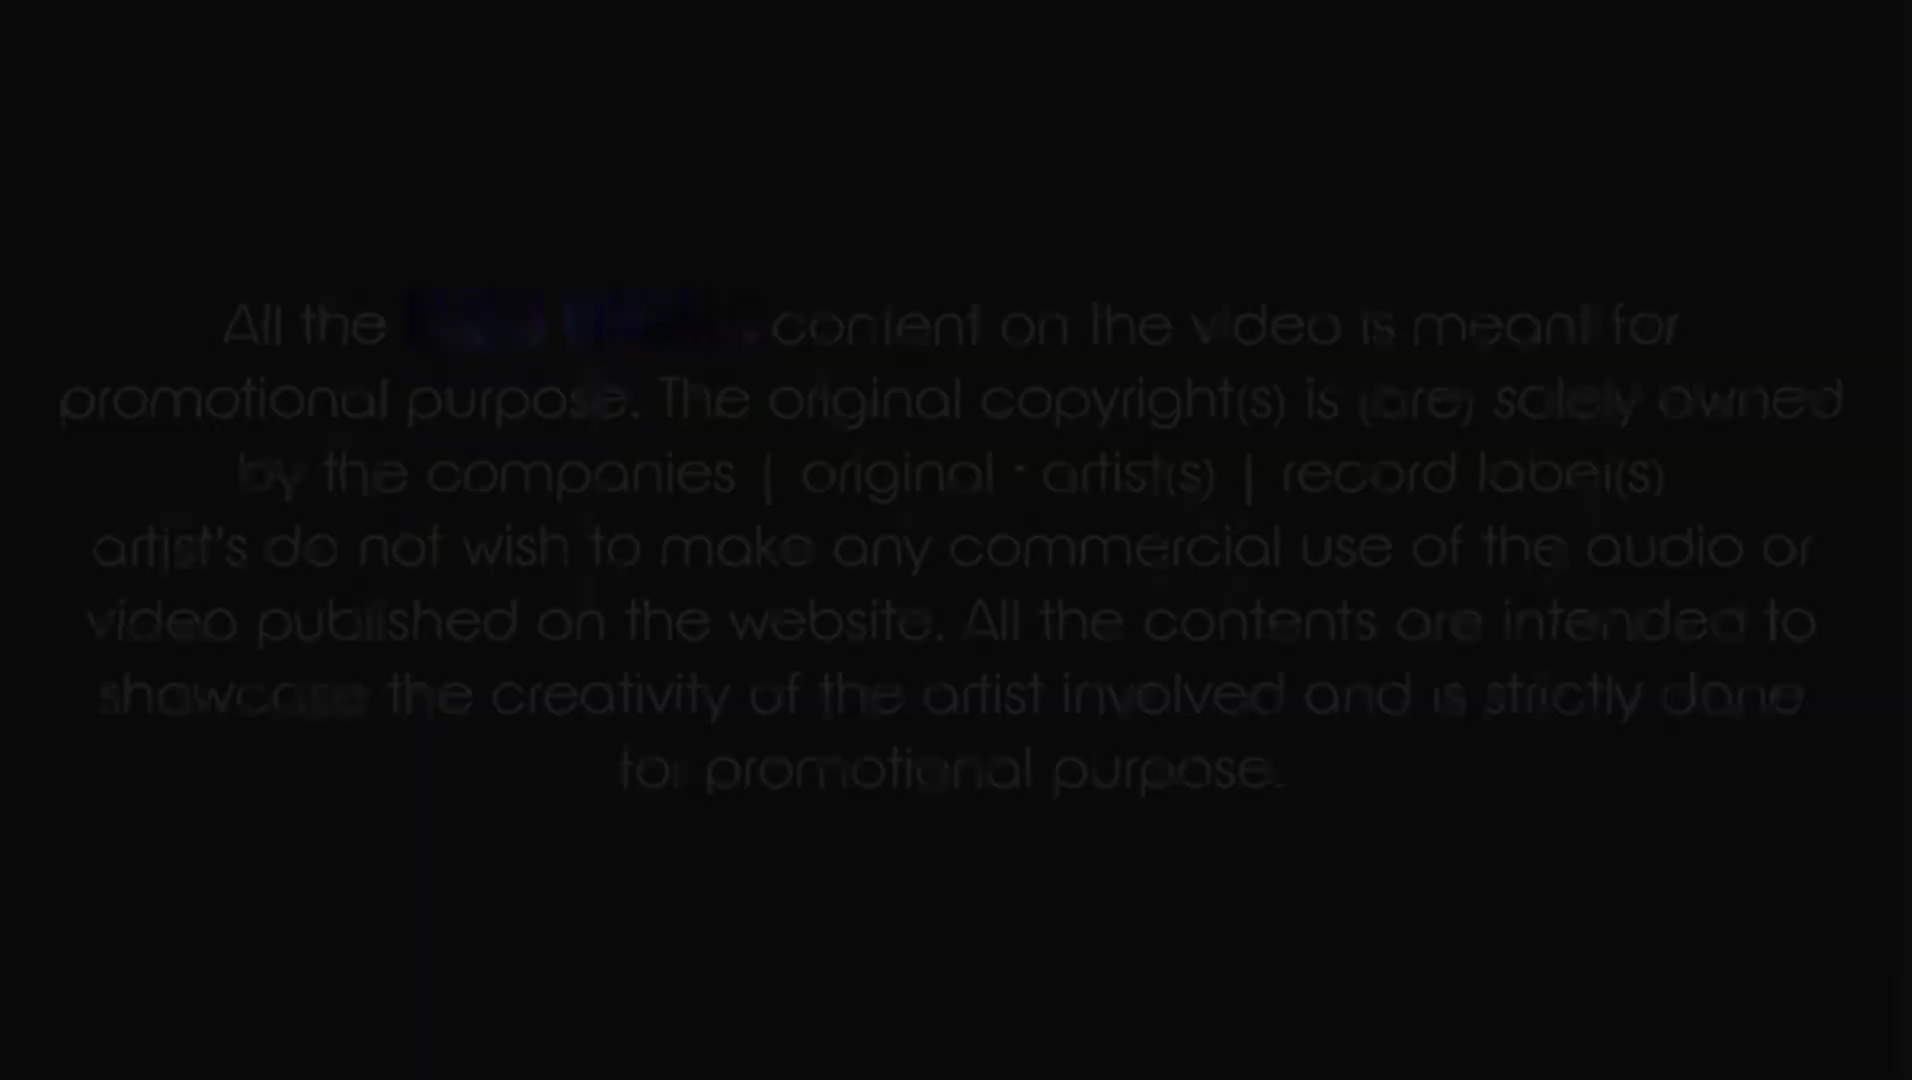 All the content on the video is meant for
promotional purpose. The original copyright(s) is (are) solely owned
by the companies | original - artist(s) | record label(s)
artist's do not wish to make any commercial use of the audio or
video published on the website. All the contents are intended to
showcase the creativity of the artist involved and is strictly done
for promotional purpose.